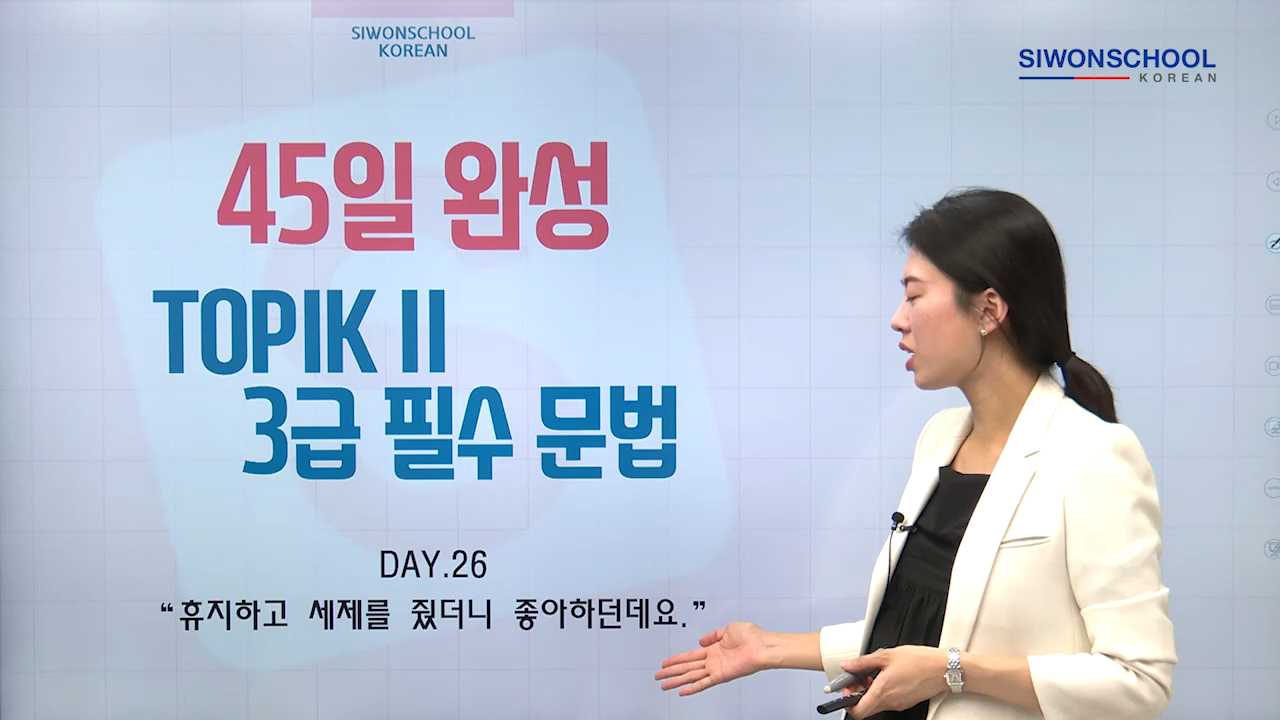 SIWONSCHOOL
KOREAN
SIWONSCHOOL
KOREAN
45일 완성
TOPIK II
3급 필수 문법
DAY.26
“휴지하고 세제를 줬더니 좋아하던데요.”